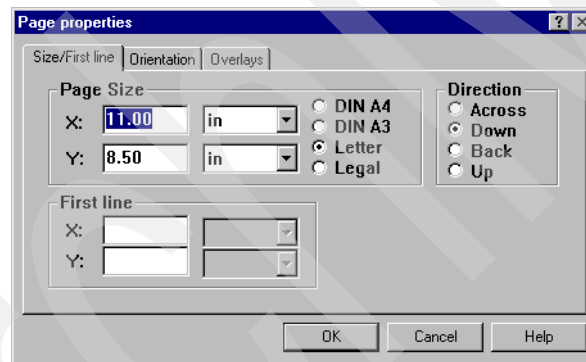 Page properties
Size/First line Orientation Overlays
Page Size
X: 11.00 in
Y: 8.50 in
DIN A4
DIN A3
Letter
Legal
Direction
Across
Down
Back
Up
First line
X:
Y:
OK Cancel Help